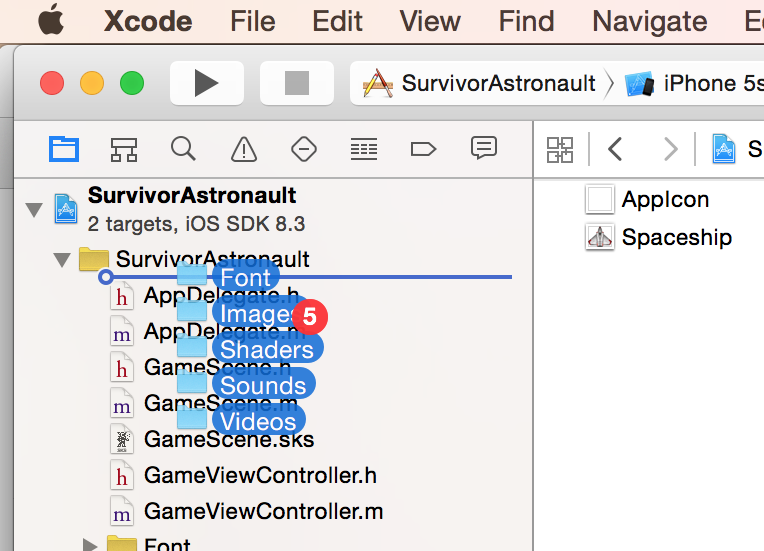 Xcode File Edit View Find Navigate
SurvivorAstronault iPhone 5s
SurvivorAstronault
2 targets, iOS SDK 8.3
SurvivorAstronault
Font
AppDelegate.h
Images 5
AppDelegate.m
Shaders
GameScene.h
Sounds
GameScene.m
Videos
GameScene.sks
GameViewController.h
GameViewController.m
Font
S
AppIcon
Spaceship
h
m
h
m
h
m